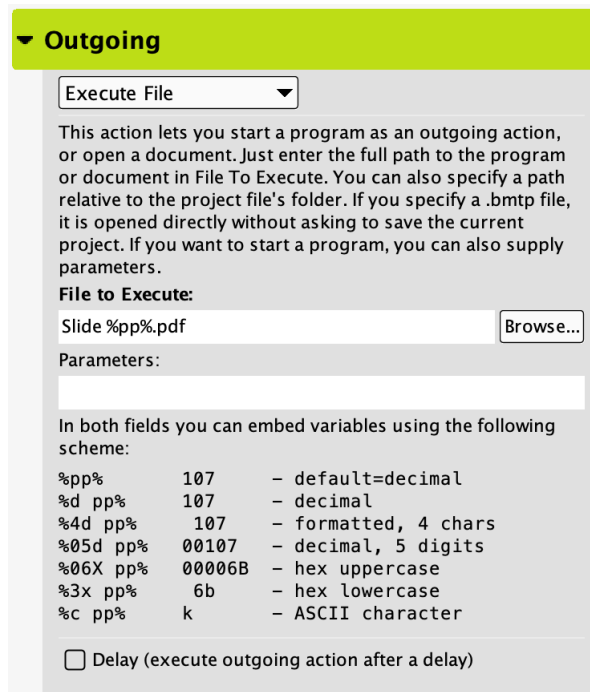 Outgoing
Execute File
This action lets you start a program as an outgoing action,
or open a document. Just enter the full path to the program
or document in File To Execute. You can also specify a path
relative to the project file's folder. If you specify a .bmtp file,
it is opened directly without asking to save the current
project. If you want to start a program, you can also supply
parameters.
File to Execute:
Slide %pp%.pdf Browse...
Parameters:
In both fields you can embed variables using the following
scheme:
%pp% 107 – default=decimal
%d pp% 107 – decimal
%4d pp% 107 – formatted, 4 chars
%05d pp% 00107 – decimal, 5 digits
%06X pp% 00006B – hex uppercase
%3x pp% 6b – hex lowercase
%c pp% k – ASCII character
Delay (execute outgoing action after a delay)